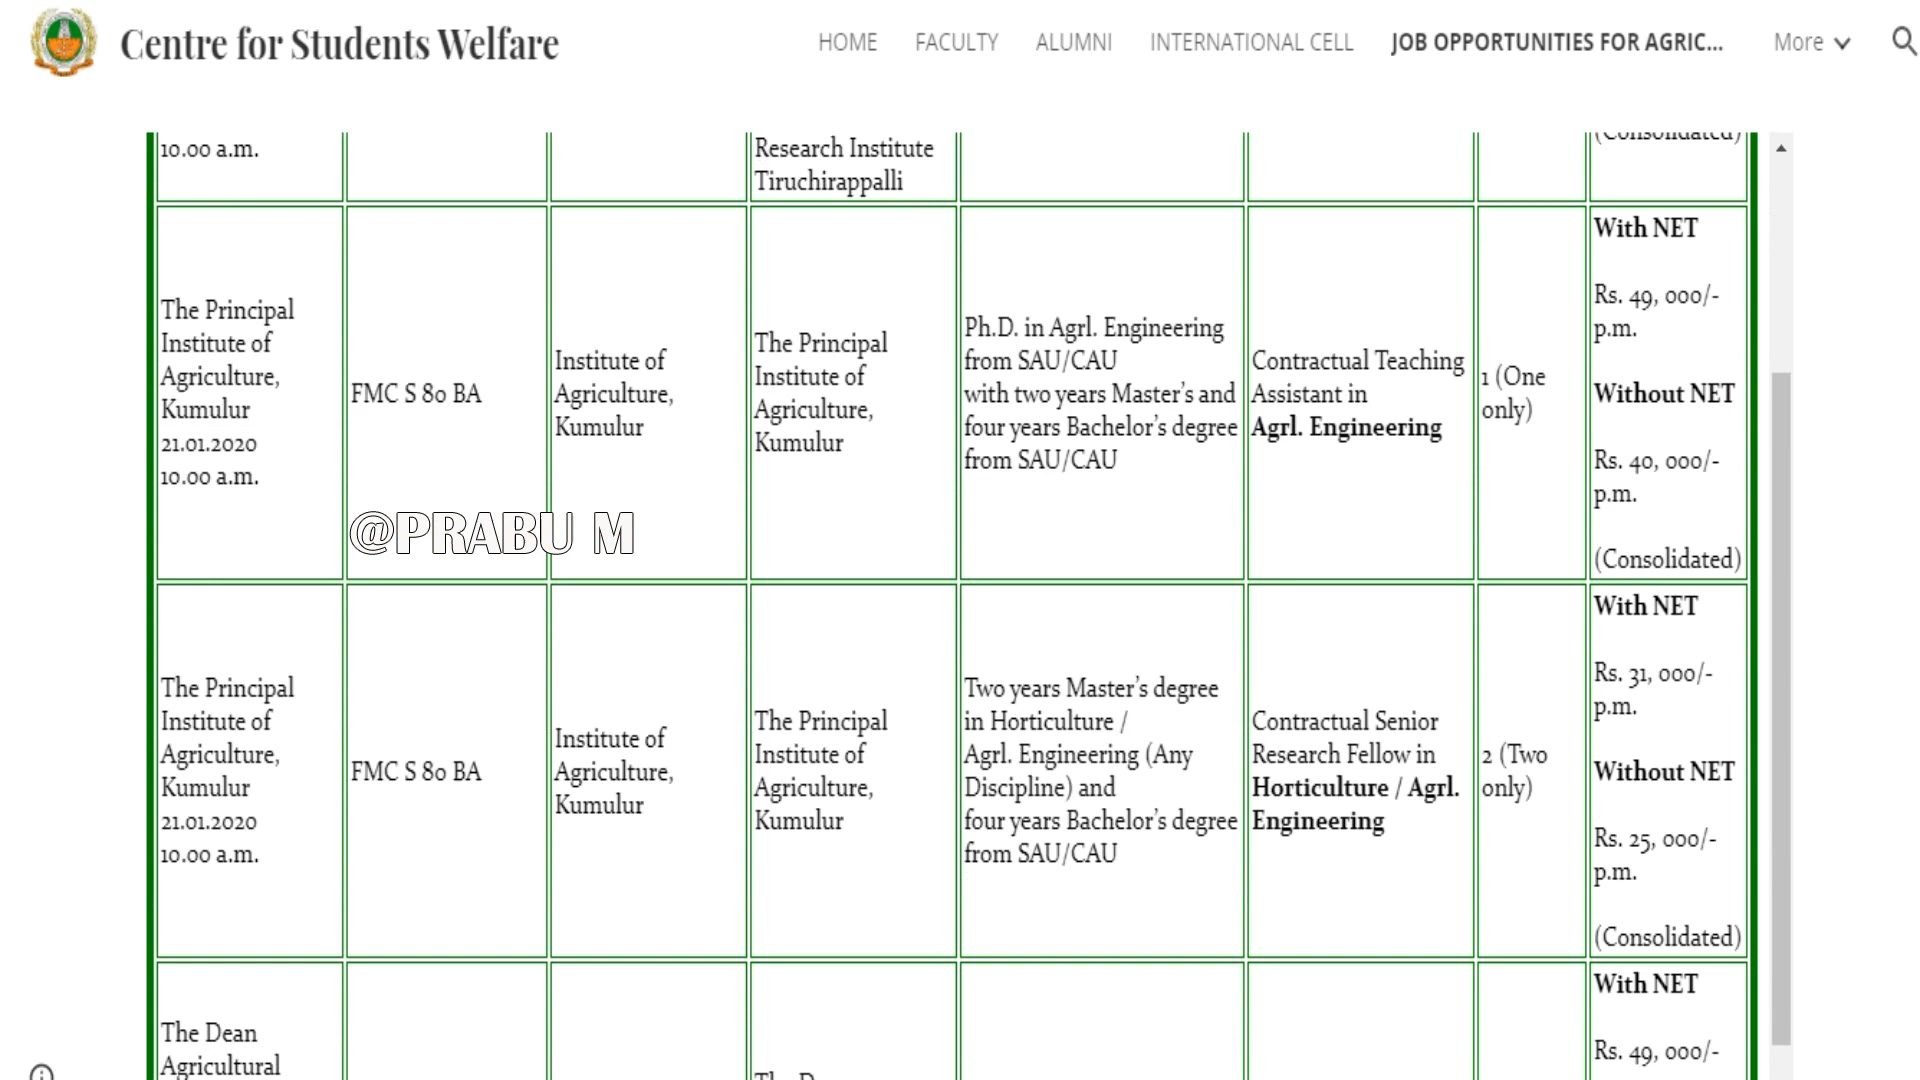 Centre for Students Welfare
HOME FACULTY ALUMNI INTERNATIONAL CELL JOB OPPORTUNITIES FOR AGRIC... More
10.00 a.m.
Research Institute
Tiruchirappalli
(Consolidated)
The Principal
Institute of
Agriculture,
Kumulur
21.01.2020
10.00 a.m.
FMC S 80 BA
Institute of
Agriculture,
Kumulur
The Principal
Institute of
Agriculture,
Kumulur
Ph.D. in Agrl. Engineering
from SAU/CAU
with two years Master's and
four years Bachelor's degree
from SAU/CAU
Contractual Teaching
Assistant in
Agrl. Engineering
1 (One
only)
With NET
Rs. 49, 000/-
p.m.
Without NET
Rs. 40, 000/-
p.m.
(Consolidated)
@PRABU M
The Principal
Institute of
Agriculture,
Kumulur
21.01.2020
10.00 a.m.
FMC S 80 BA
Institute of
Agriculture,
Kumulur
The Principal
Institute of
Agriculture,
Kumulur
Two years Master's degree
in Horticulture /
Agrl. Engineering (Any
Discipline) and
four years Bachelor's degree
from SAU/CAU
Contractual Senior
Research Fellow in
Horticulture / Agrl.
Engineering
2 (Two
only)
With NET
Rs. 31, 000/-
p.m.
Without NET
Rs. 25, 000/-
p.m.
(Consolidated)
The Dean
Agricultural
With NET
Rs. 49, 000/-